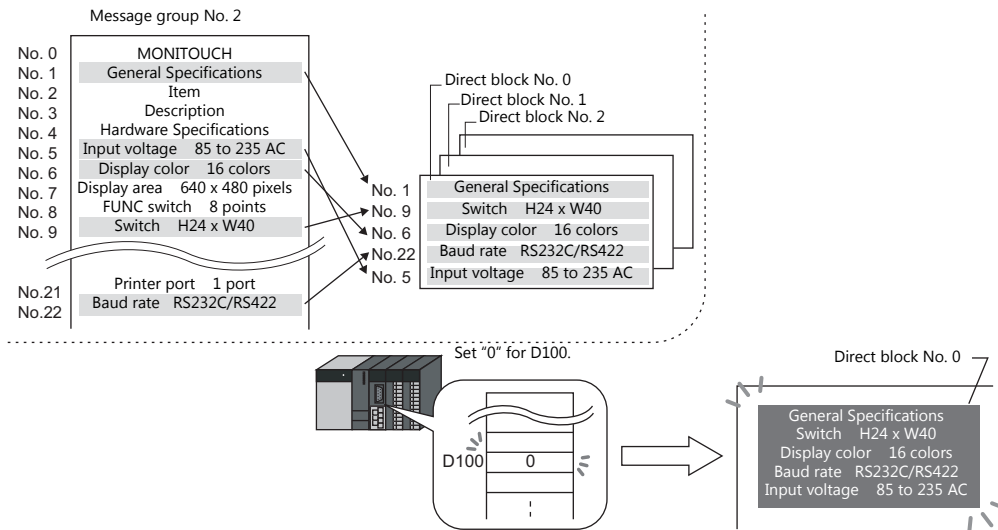 Message group No. 2
No. 0 MONITOUCH
No. 1 General Specifications
No. 2 Item
No. 3 Description
No. 4 Hardware Specifications
No. 5 Input voltage 85 to 235 AC
No. 6 Display color 16 colors
No. 7 Display area 640 x 480 pixels
No. 8 FUNC switch 8 points
No. 9 Switch H24 x W40
No.21 Printer port 1 port
No.22 Baud rate RS232C/RS422
Direct block No. 0
Direct block No. 1
Direct block No. 2
No. 1 General Specifications
No. 9 Switch H24 x W40
No. 6 Display color 16 colors
No.22 Baud rate RS232C/RS422
No. 5 Input voltage 85 to 235 AC
Set “0” for D100.
D100 0
Direct block No. 0
General Specifications
Switch H24 x W40
Display color 16 colors
Baud rate RS232C/RS422
Input voltage 85 to 235 AC